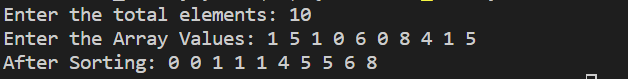 Enter the total elements: 10
Enter the Array Values: 1 5 1 0 6 0 8 4 1 5
After Sorting: 0 0 1 1 1 4 5 5 6 8